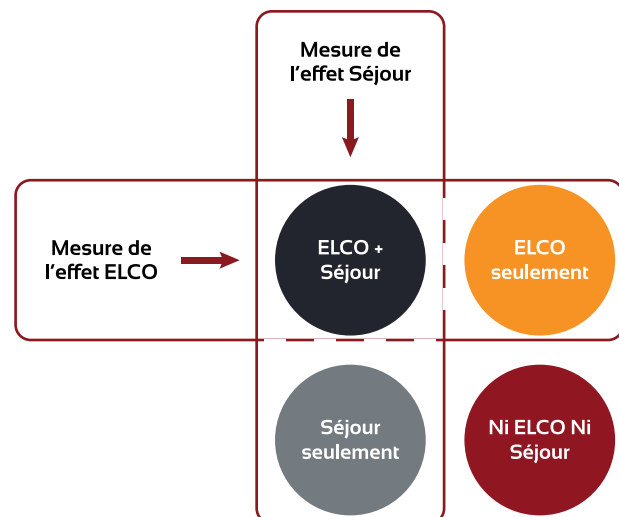 Mesure de
l'effet Séjour
Mesure de
l'effet ELCO
ELCO +
Séjour
ELCO
seulement
Séjour
seulement
Ni ELCO Ni
Séjour